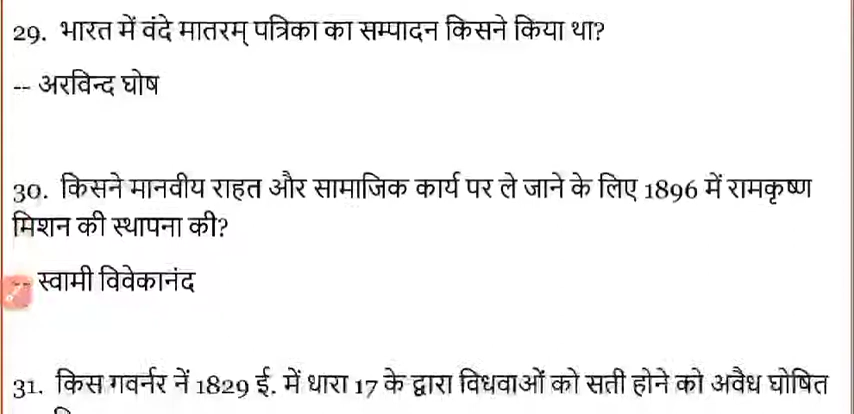 29. भारत में वंदे मातरम् पत्रिका का सम्पादन किसने किया था?
-- अरविन्द घोष
30. किसने मानवीय राहत और सामाजिक कार्य पर ले जाने के लिए 1896 में रामकृष्ण
मिशन की स्थापना की?
-- स्वामी विवेकानंद
31. किस गवर्नर नें 1829 ई. में धारा 17 के द्वारा विधवाओं को सती होने को अवैध घोषित